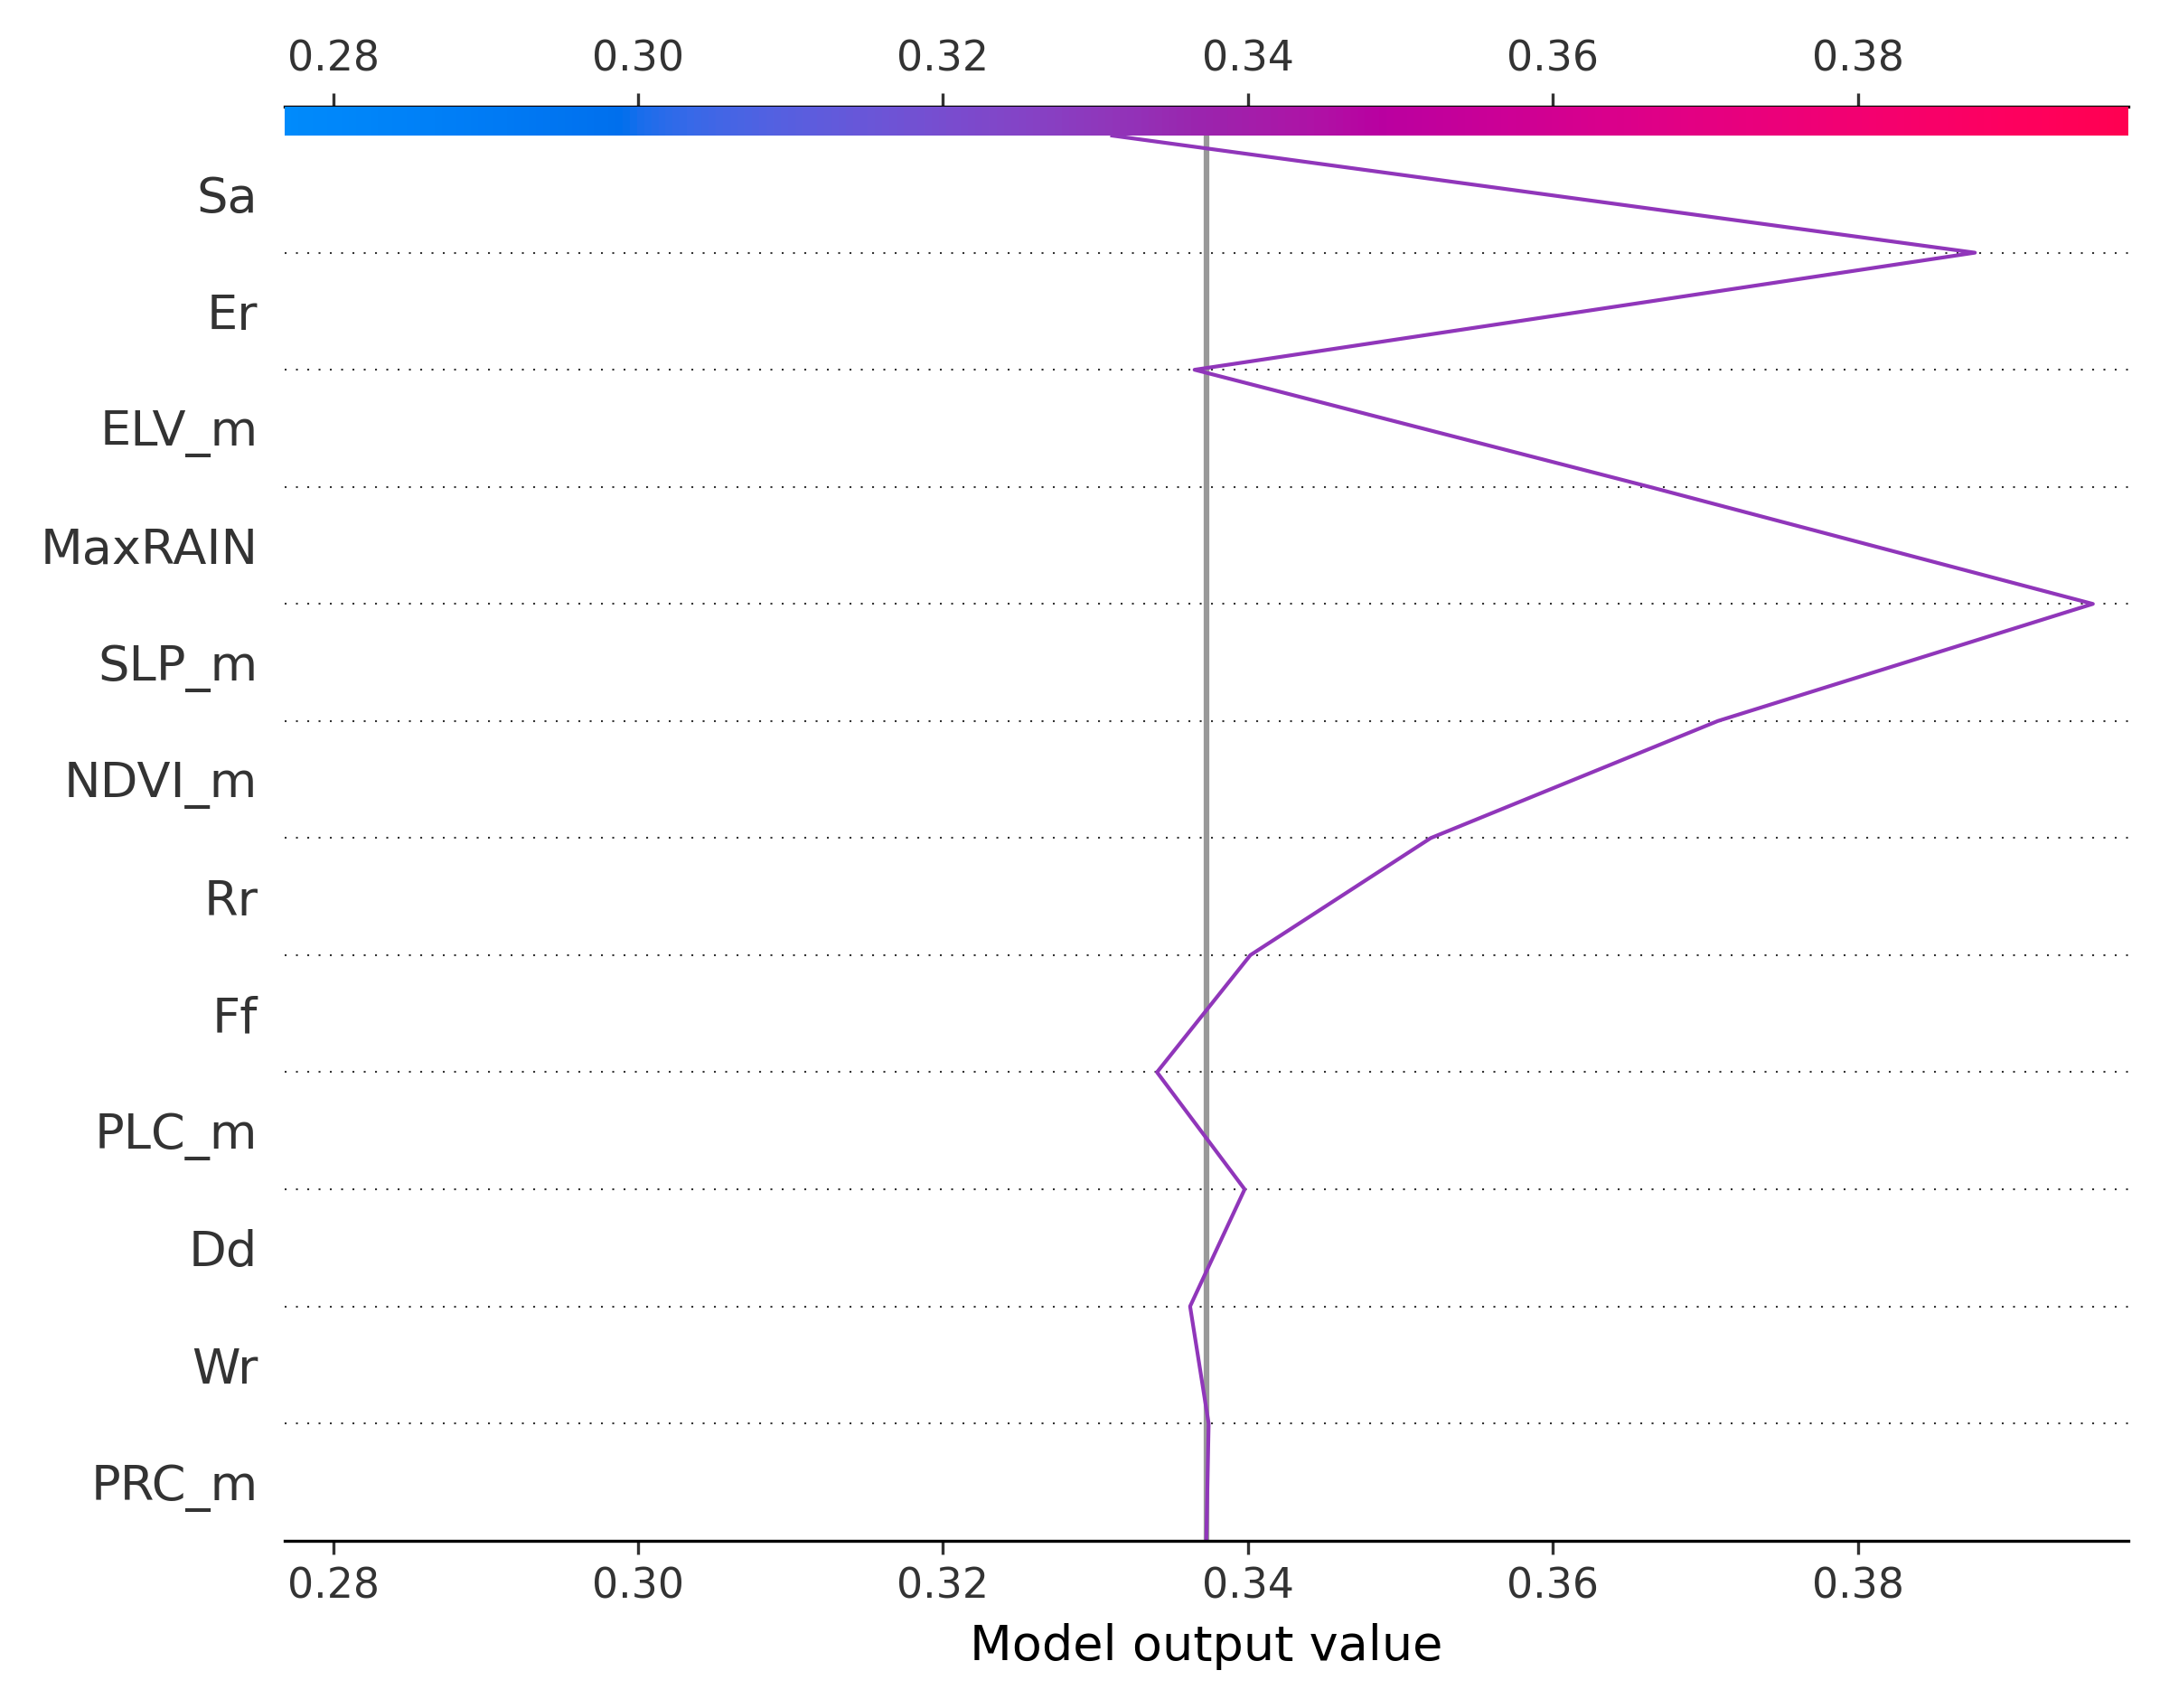 0.28 0.30 0.32 0.34 0.36 0.38
Sa
Er
ELV_m
MaxRAIN
SLP_m
NDVI_m
Rr
Ff
PLC_m
Dd
Wr
PRC_m
0.28 0.30 0.32 0.34 0.36 0.38
Model output value